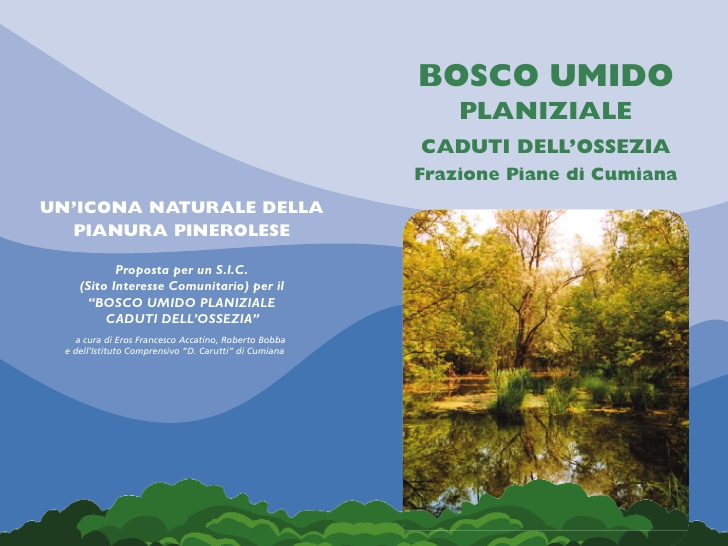 BOSCO UMIDO
PLANIZIALE
CADUTI DELL’OSSEZIA
Frazione Piane di Cumiana
UN’ICONA NATURALE DELLA
PIANURA PINEROLESE
Proposta per un S.I.C.
(Sito Interesse Comunitario) per il
“BOSCO UMIDO PLANIZIALE
CADUTI DELL’OSSEZIA”
a cura di Eros Francesco Accatino, Roberto Bobba
e dell’Istituto Comprensivo “D. Carutti” di Cumiana